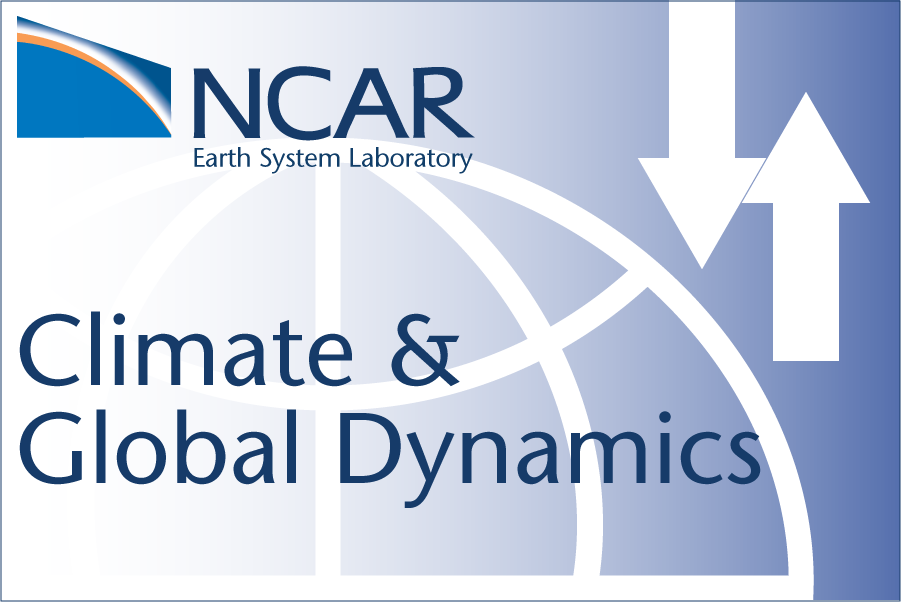 NCAR
Earth System Laboratory
Climate &
Global Dynamics